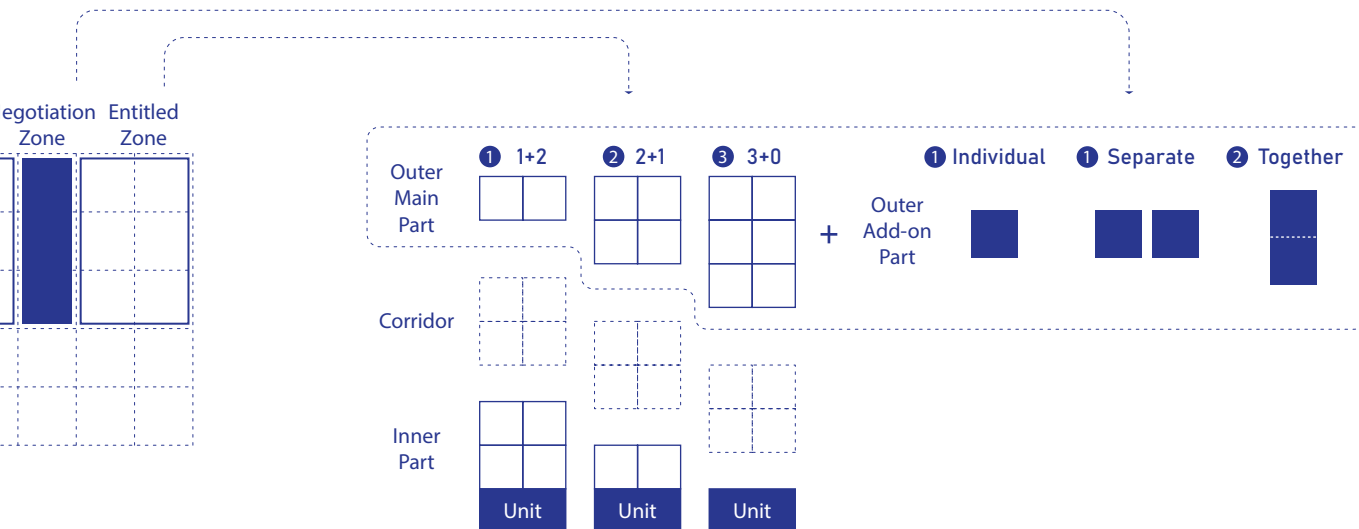 egotiation
Zone
Entitled
Zone
Outer
Main
Part
1 1+2
2 2+1
3 3+0
+
Outer
Add-on
Part
1 Individual
1 Separate
2 Together
Corridor
Inner
Part
Unit
Unit
Unit